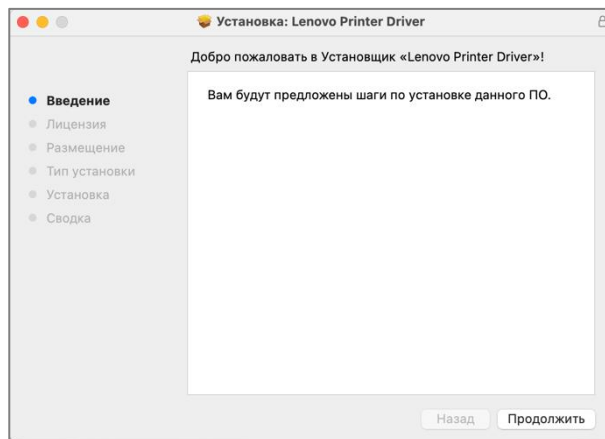 Установка: Lenovo Printer Driver
Добро пожаловать в Установщик «Lenovo Printer Driver»!
Введение
Лицензия
Размещение
Тип установки
Установка
Сводка
Вам будут предложены шаги по установке данного ПО.
Назад
Продолжить